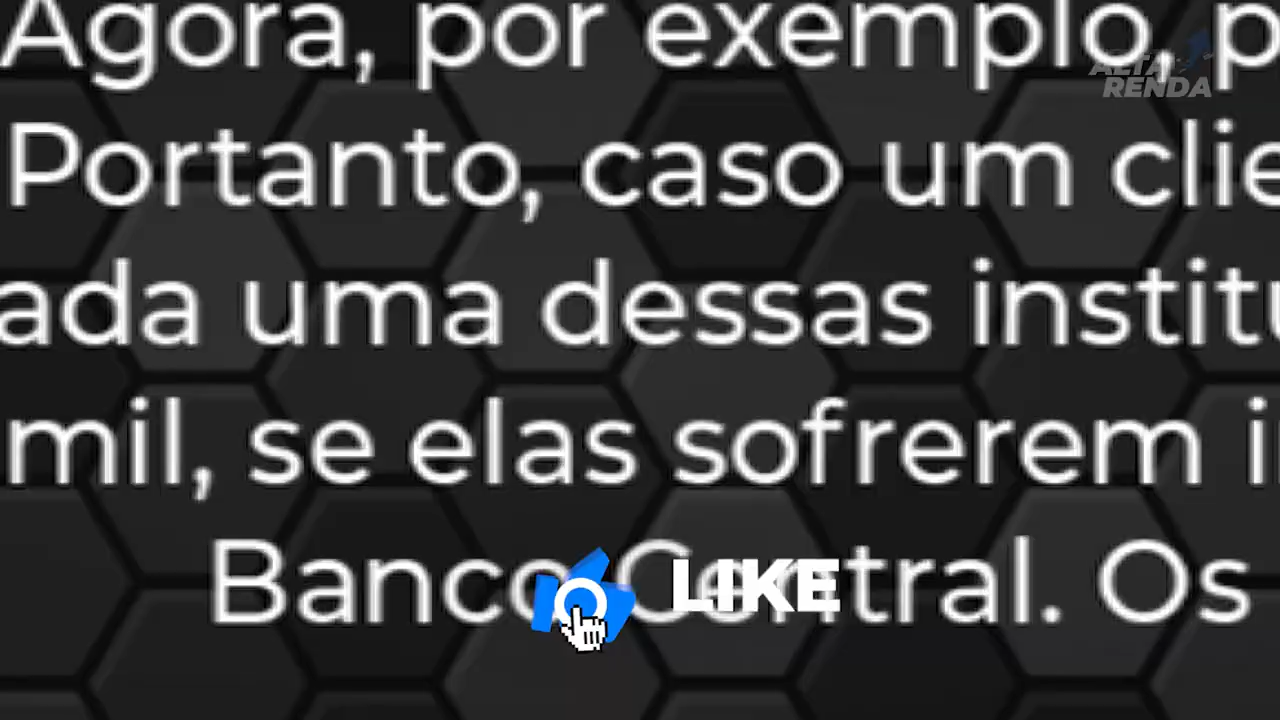 Agora, por exemplo, p
ALTA
RENDA
Portanto, caso um clie
ada uma dessas institu
mil, se elas sofrerem i
Banco Central. Os
LIKE